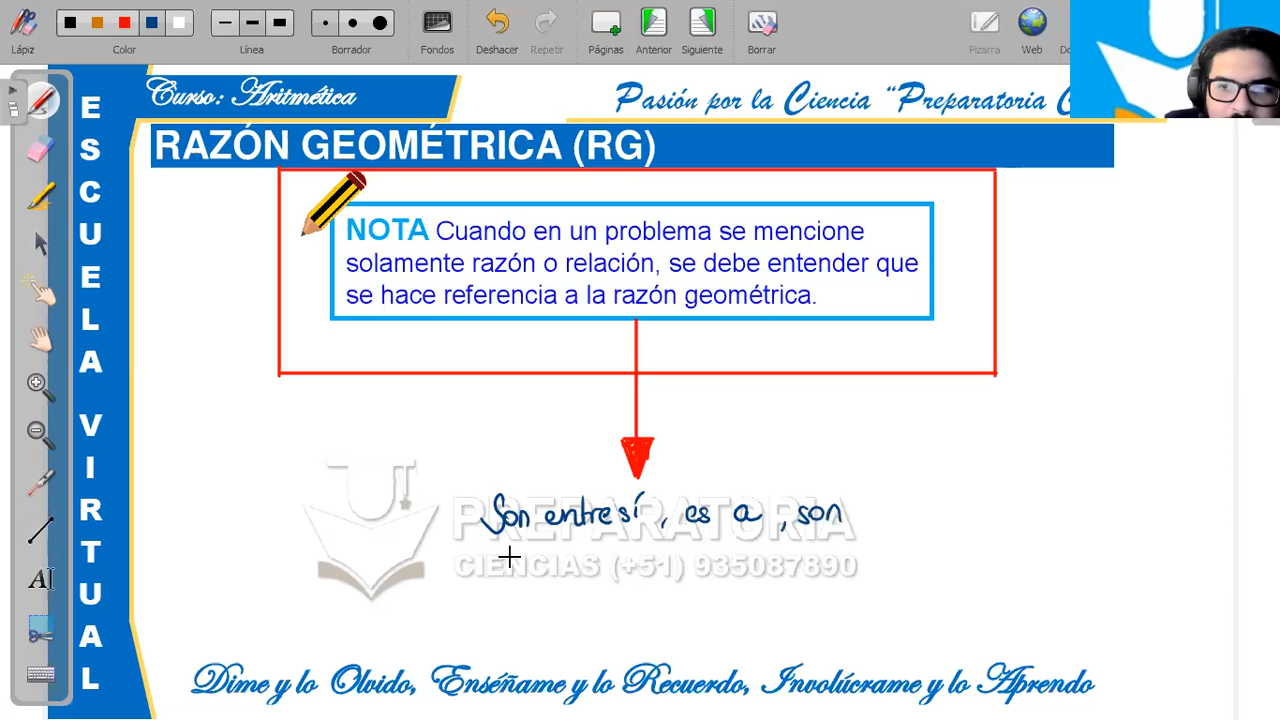 Lápiz
Color
Línea
Borrador
Fondos
Deshacer
Repetir
Páginas
Anterior
Siguiente
Borrar
Pizarra
Web
Curso: Aritmética
Pasión por la Ciencia “Preparatoria
ESCUELA VIRTUAL
RAZÓN GEOMÉTRICA (RG)
NOTA Cuando en un problema se mencione
solamente razón o relación, se debe entender que
se hace referencia a la razón geométrica.
Son entre sí, es a, son
PREPARATORIA
CIENCIAS (+51) 935087890
A
Dime y lo Olvido, Enséñame y lo Recuerdo, Involúcrame y lo Aprendo